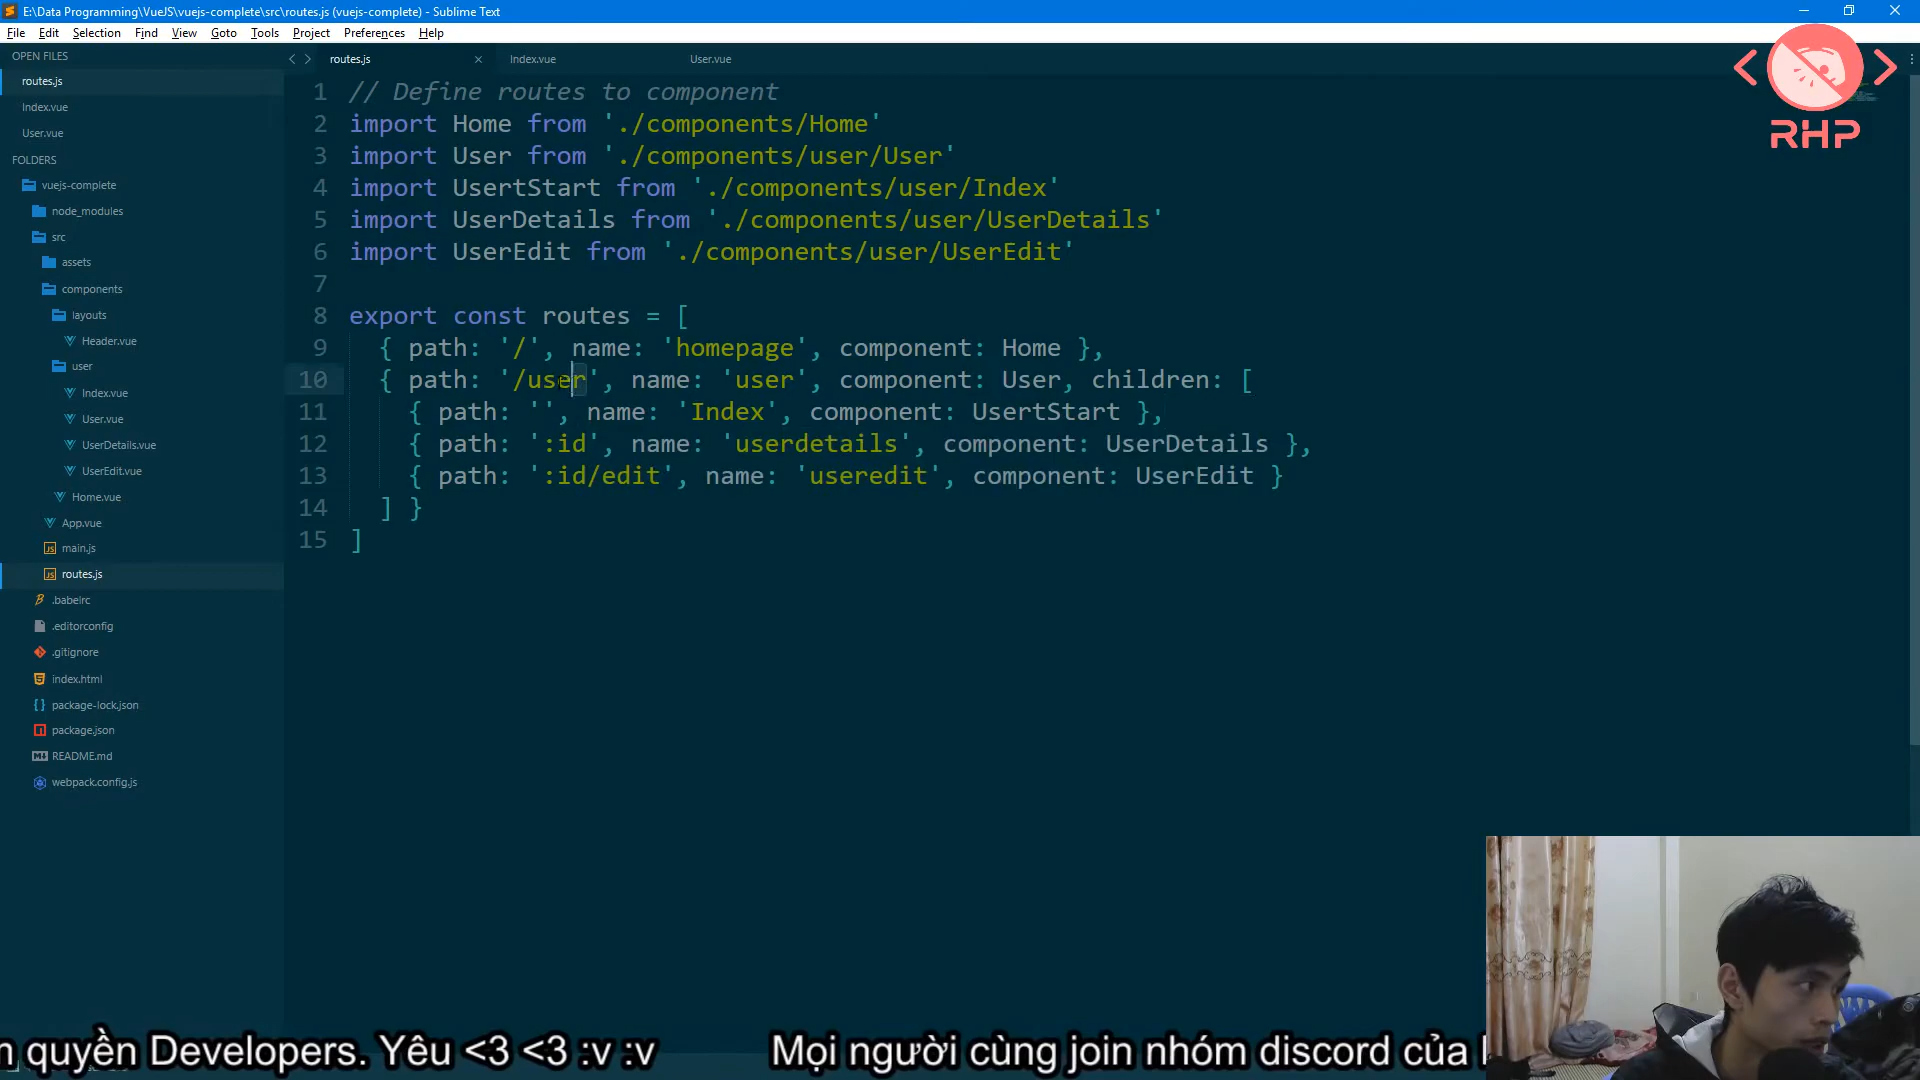 E:\Data Programming\VueJS\vuejs-complete\src\routes.js (vuejs-complete) - Sublime Text
File Edit Selection Find View Goto Tools Project Preferences Help
OPEN FILES
routes.js
Index.vue
User.vue
FOLDERS
vuejs-complete
node_modules
src
assets
components
layouts
Header.vue
user
Index.vue
User.vue
UserDetails.vue
UserEdit.vue
Home.vue
App.vue
main.js
routes.js
.babelrc
.editorconfig
.gitignore
index.html
package-lock.json
package.json
README.md
webpack.config.js
routes.js Index.vue User.vue
1 // Define routes to component
2 import Home from './components/Home'
3 import User from './components/user/User'
4 import UsertStart from './components/user/Index'
5 import UserDetails from './components/user/UserDetails'
6 import UserEdit from './components/user/UserEdit'
7
8 export const routes = [
9 { path: '/', name: 'homepage', component: Home },
10 { path: '/user', name: 'user', component: User, children: [
11 { path: '', name: 'Index', component: UsertStart },
12 { path: ':id', name: 'userdetails', component: UserDetails },
13 { path: ':id/edit', name: 'useredit', component: UserEdit }
14 ] }
15 ]
RHP
quyền Developers. Yêu <3 <3 :v :v Mọi người cùng join nhóm discord của